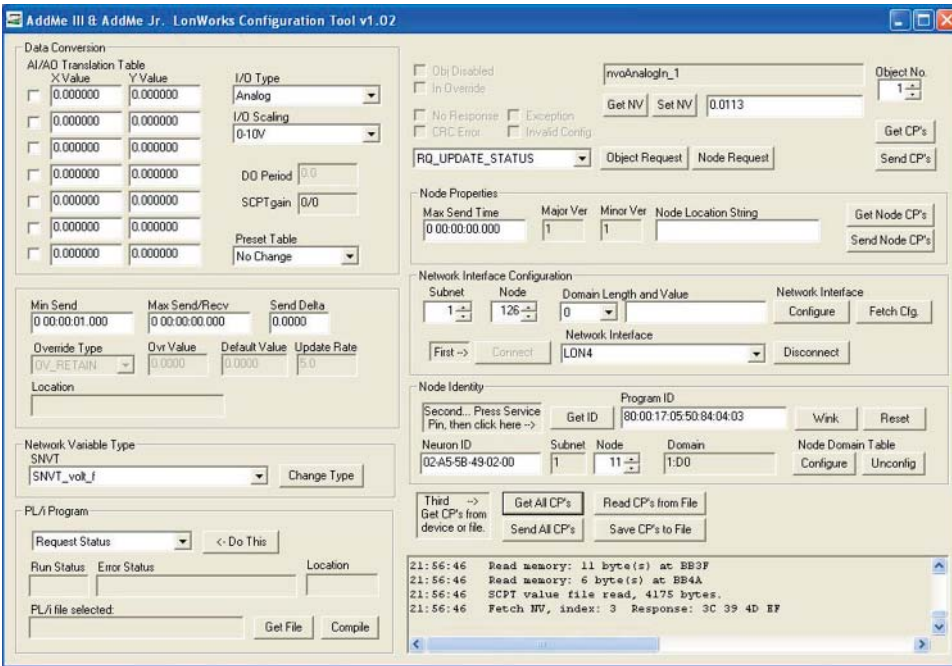 AddMe III & AddMe Jr. LonWorks Configuration Tool v1.02
Data Conversion
AI/AO Translation Table
X Value Y Value
0.000000 0.000000
0.000000 0.000000
0.000000 0.000000
0.000000 0.000000
0.000000 0.000000
0.000000 0.000000
0.000000 0.000000
I/O Type
Analog
I/O Scaling
0-10V
DO Period 0.0
SCPTgain 0/0
Preset Table
No Change
Min Send Max Send/Recv Send Delta
0 00:00:01.000 0 00:00:00.000 0.0000
Override Type Ovr Value Default Value Update Rate
OV_RETAIN 0.0000 0.0000 5.0
Location
Network Variable Type
SNVT
SNVT_volt_f Change Type
PL/i Program
Request Status <- Do This
Run Status Error Status Location
PL/i file selected:
Get File Compile
Obj Disabled
In Override
No Response Exception
CRC Error Invalid Config
nvoAnalogIn_1
Object No.
1
Get NV Set NV 0.0113
Get CP's
RQ_UPDATE_STATUS Object Request Node Request Send CP's
Node Properties
Max Send Time Major Ver Minor Ver Node Location String
0 00:00:00.000 1 1
Get Node CP's
Send Node CP's
Network Interface Configuration
Subnet Node Domain Length and Value Network Interface
1 126 0 Configure Fetch Cfg.
Network Interface
First --> Connect LON4 Disconnect
Node Identity
Program ID
Second... Press Service
Pin, then click here -->
Get ID 80:00:17:05:50:84:04:03 Wink Reset
Neuron ID Subnet Node Domain Node Domain Table
02-A5-5B-49-02-00 1 11 1:D0 Configure Unconfig
Third -->
Get CP's from
device or file.
Get All CP's Read CP's from File
Send All CP's Save CP's to File
21:56:46 Read memory: 11 byte(s) at BB3F
21:56:46 Read memory: 6 byte(s) at BB4A
21:56:46 SCPT value file read, 4175 bytes.
21:56:46 Fetch NV, index: 3 Response: 3C 39 4D EF